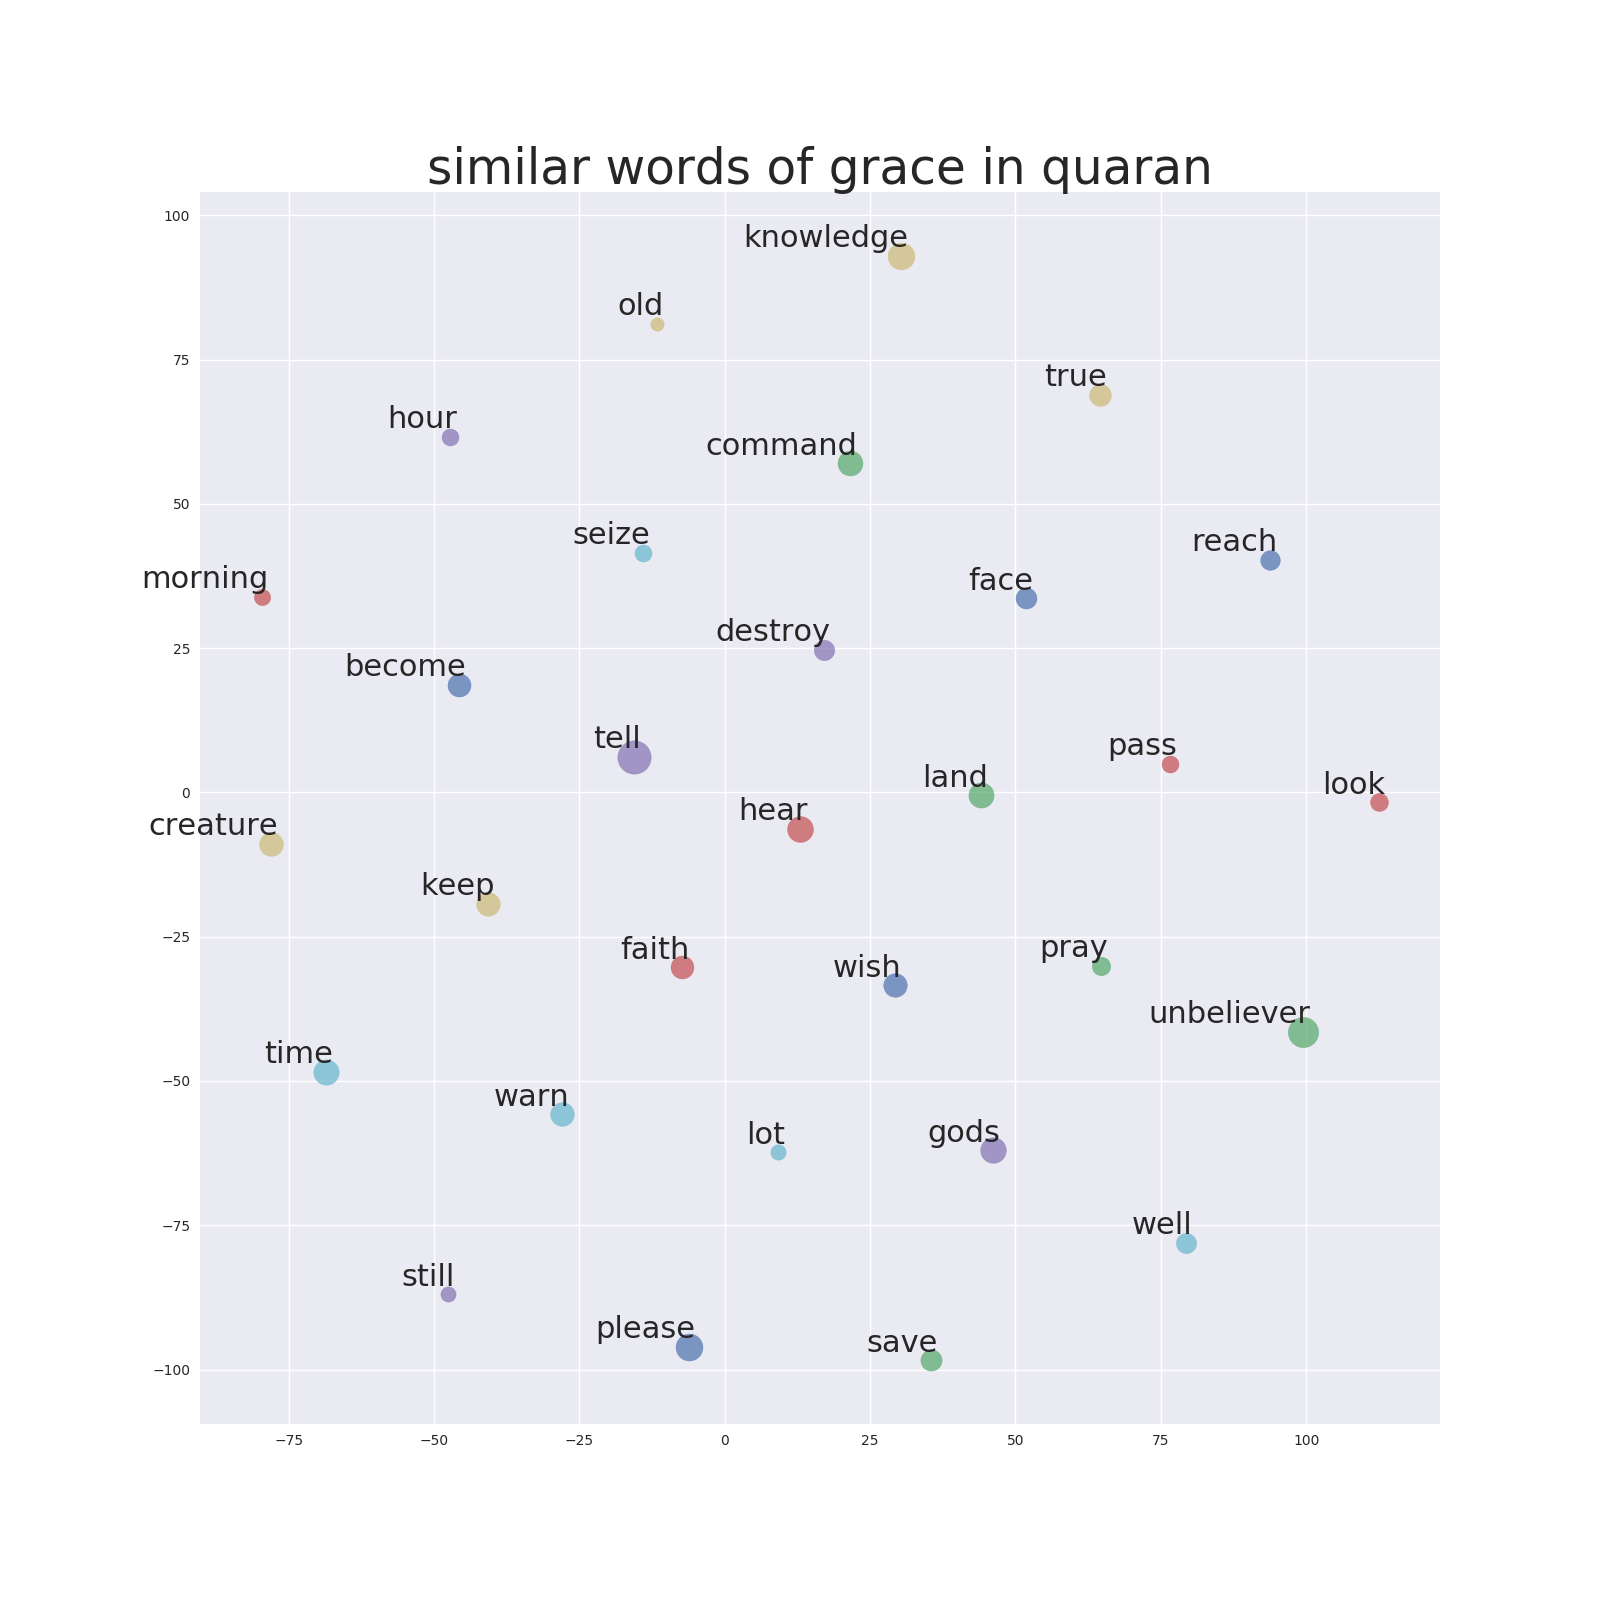 similar words of grace in quaran
100
knowledge
old
75
true
hour
command
50
seize
reach
morning
face
destroy
25
become
tell
pass
land
look
0
hear
creature
keep
−25
faith
pray
wish
unbeliever
time
−50
warn
lot
gods
−75
well
still
please
save
−100
−75 −50 −25 0 25 50 75 100